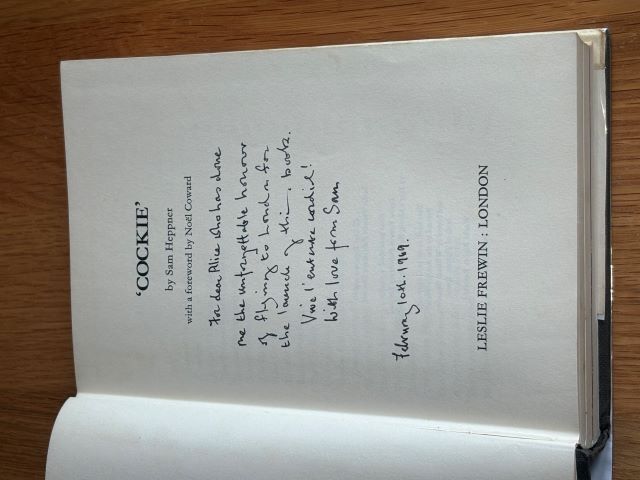 'COCKIE'
by Sam Heppner
with a foreword by Noël Coward
For dear Alice who has done
me the unforgettable honour
of flying to London for
the launch of this book.
Vive l'entente cordiale!
With love from Sam
February 10th. 1969.
LESLIE FREWIN : LONDON